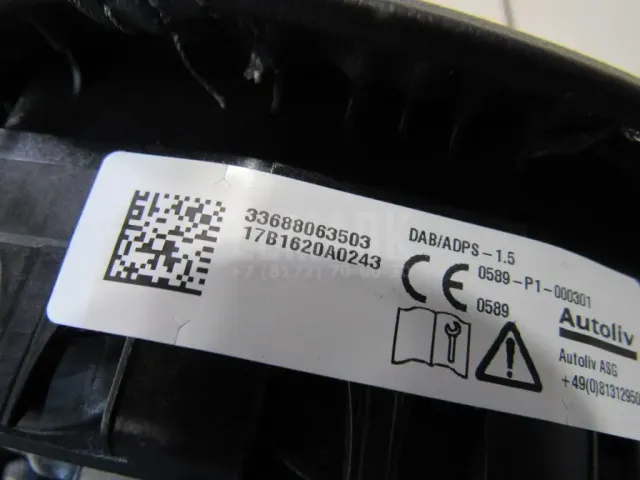 33688063503
17B1620A0243
DAB/ADPS-1.5
CE 0589-P1-000301
0589
Autoliv
Autoliv ASG
+49(0)81312950